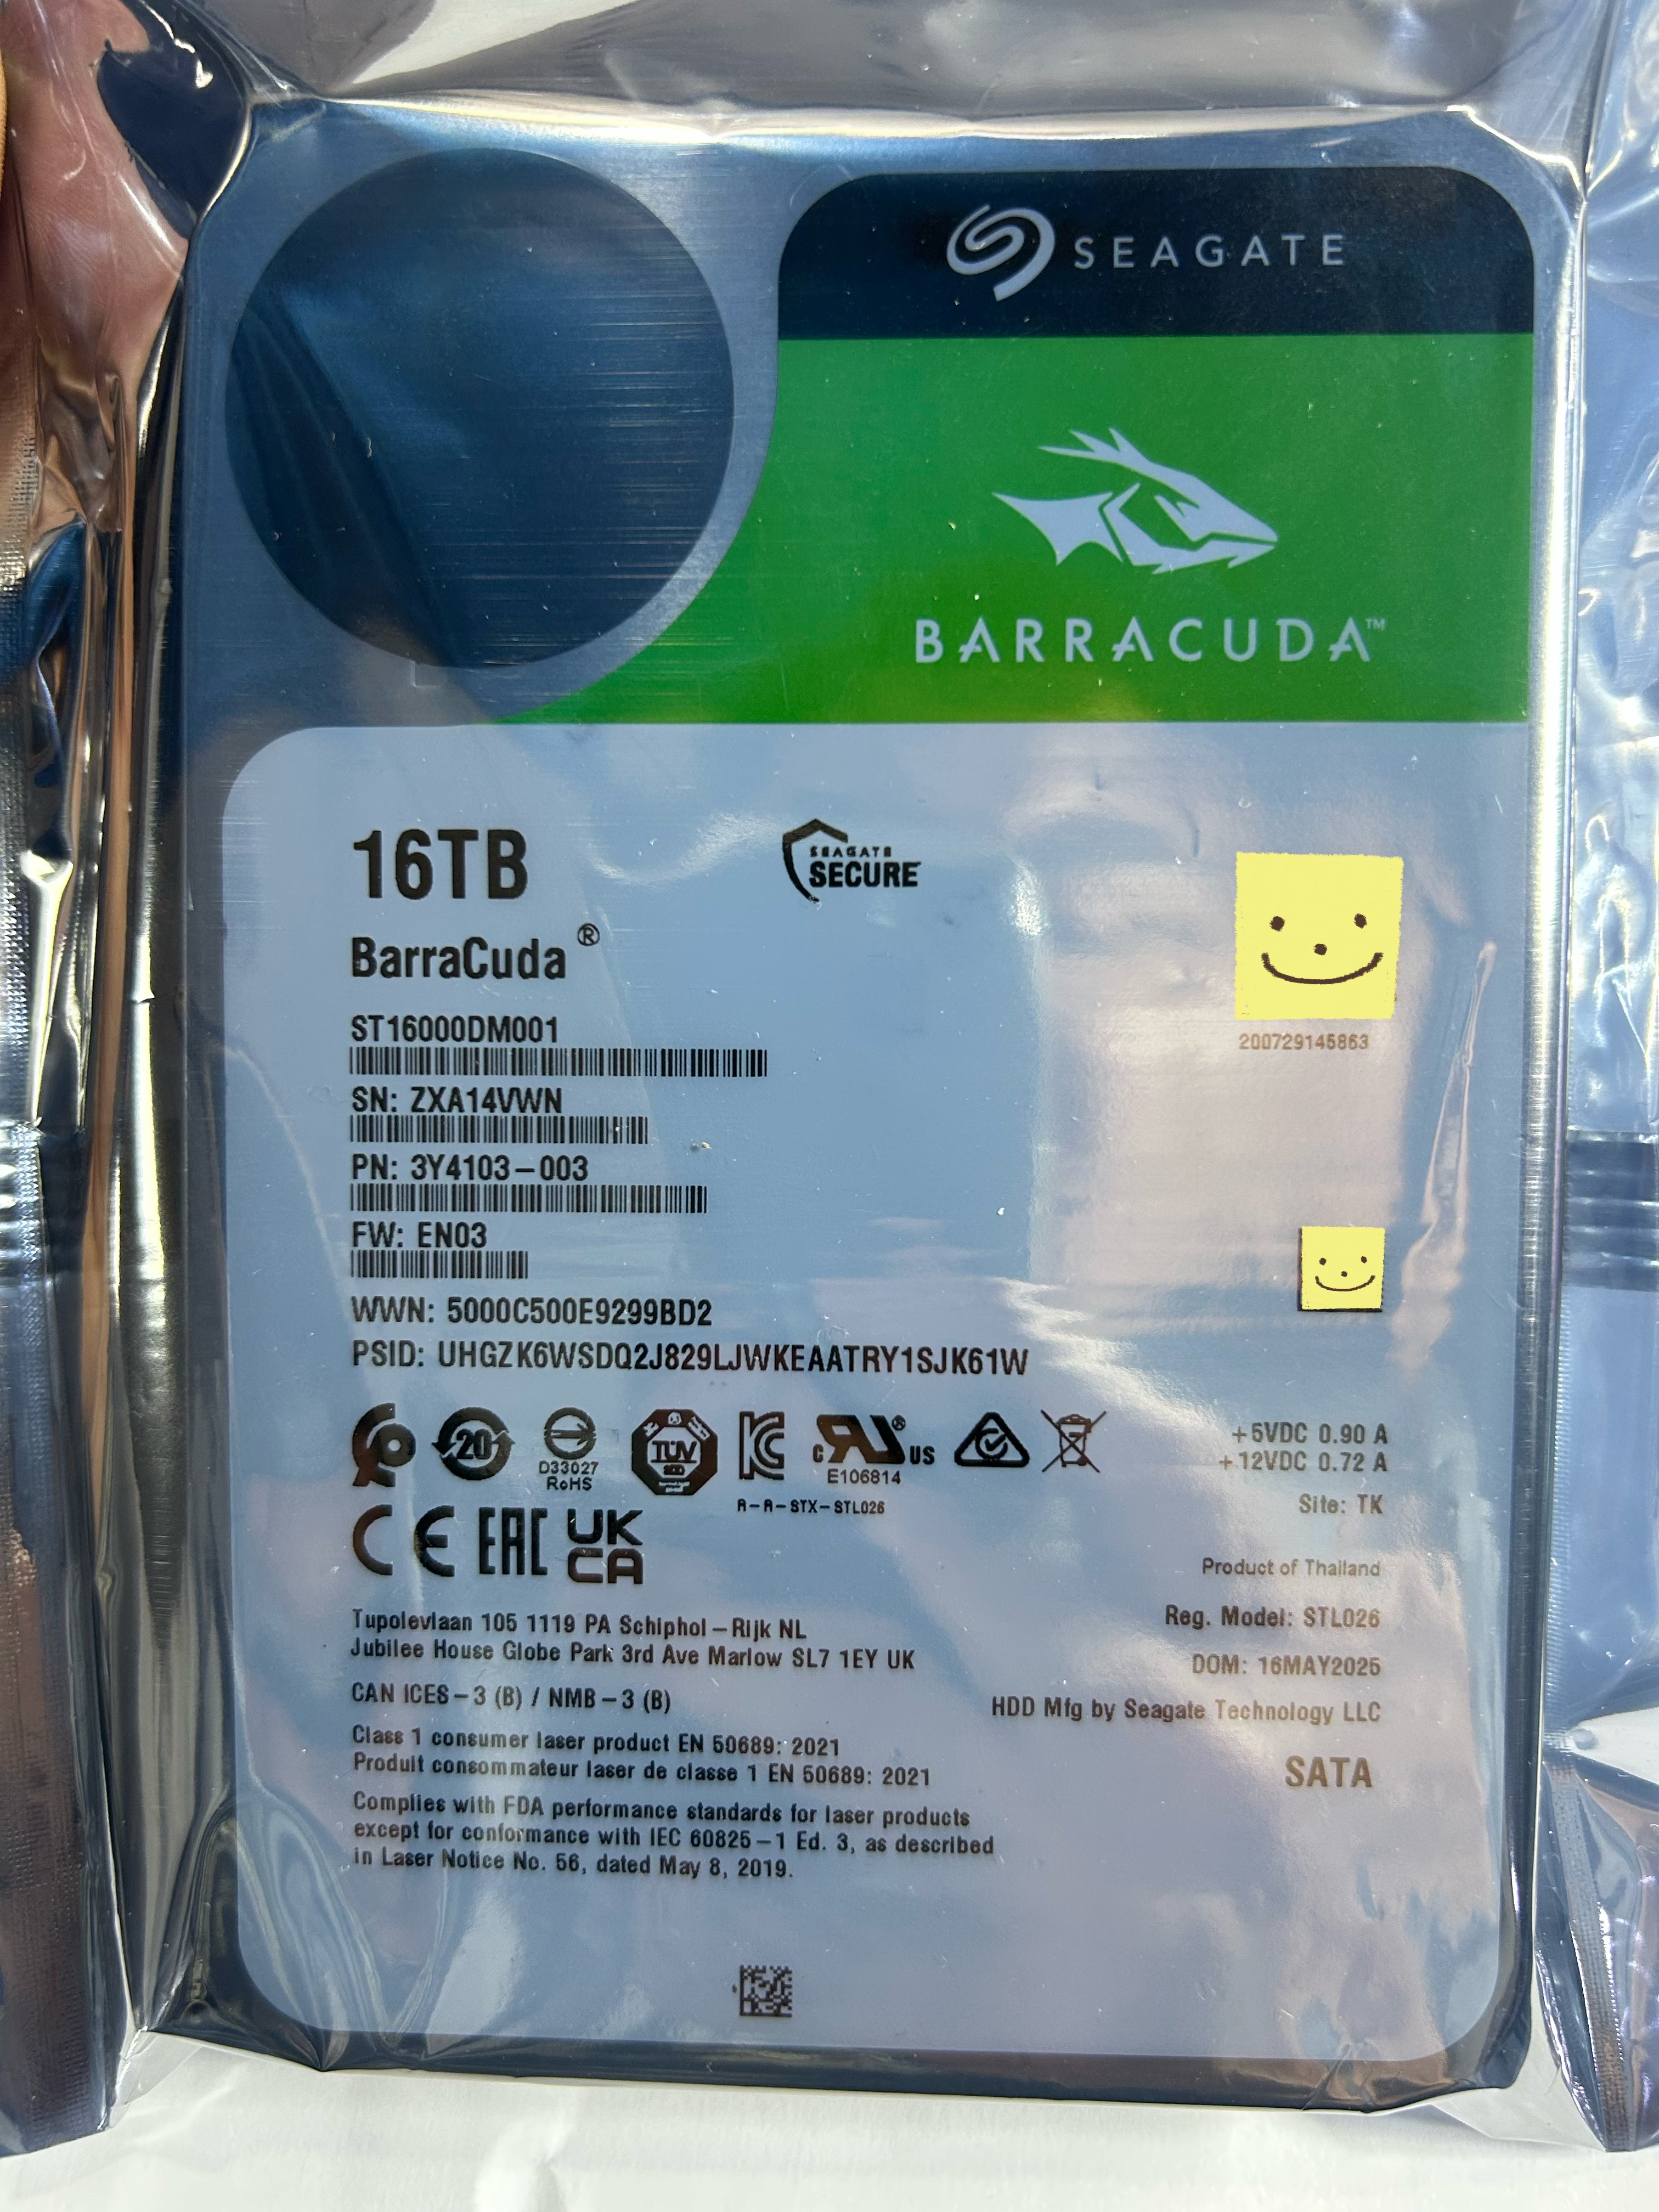 SEAGATE
BARRACUDA™
16TB
SEAGATE
SECURE
BarraCuda®
ST16000DM001
200729145863
SN: ZXA14VWN
PN: 3Y4103-003
FW: EN03
WWN: 5000C500E9299BD2
PSID: UHGZK6WSDQ2J829LJWKEAATRY1SJK61W
20
D33027
RoHS
TÜV
SÜD
c RU® US
E106814
R-R-STX-STL026
+5VDC 0.90 A
+12VDC 0.72 A
Site: TK
CE EAC UK
CA
Product of Thailand
Tupolevlaan 105 1119 PA Schiphol-Rijk NL
Jubilee House Globe Park 3rd Ave Marlow SL7 1EY UK
Reg. Model: STL026
DOM: 16MAY2025
CAN ICES-3 (B) / NMB-3 (B)
HDD Mfg by Seagate Technology LLC
Class 1 consumer laser product EN 50689: 2021
Produit consommateur laser de classe 1 EN 50689: 2021
SATA
Complies with FDA performance standards for laser products
except for conformance with IEC 60825-1 Ed. 3, as described
in Laser Notice No. 56, dated May 8, 2019.